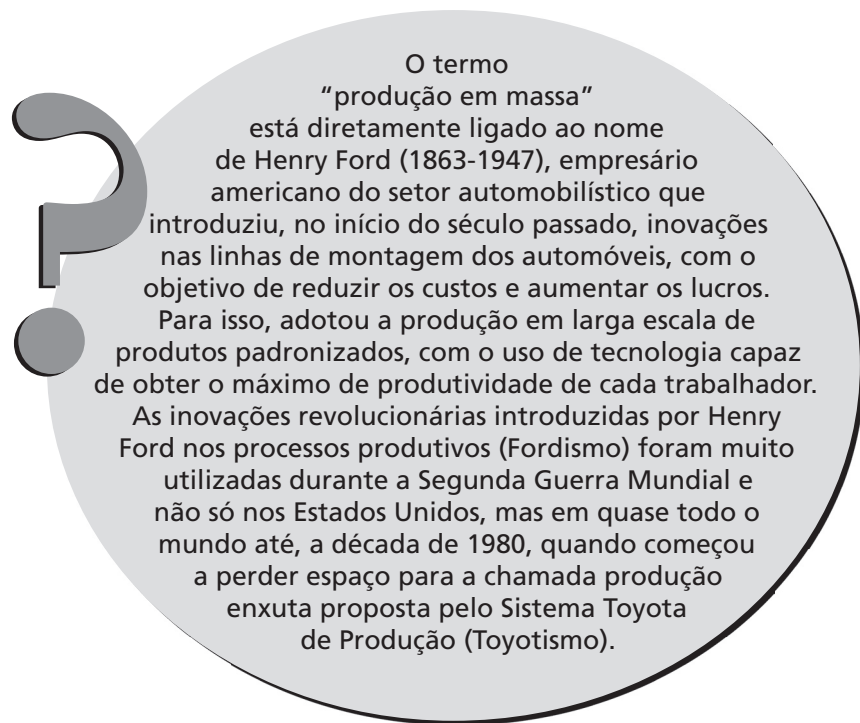 O termo
“produção em massa”
está diretamente ligado ao nome
de Henry Ford (1863-1947), empresário
americano do setor automobilístico que
introduziu, no início do século passado, inovações
nas linhas de montagem dos automóveis, com o
objetivo de reduzir os custos e aumentar os lucros.
Para isso, adotou a produção em larga escala de
produtos padronizados, com o uso de tecnologia capaz
de obter o máximo de produtividade de cada trabalhador.
As inovações revolucionárias introduzidas por Henry
Ford nos processos produtivos (Fordismo) foram muito
utilizadas durante a Segunda Guerra Mundial e
não só nos Estados Unidos, mas em quase todo o
mundo até, a década de 1980, quando começou
a perder espaço para a chamada produção
enxuta proposta pelo Sistema Toyota
de Produção (Toyotismo).